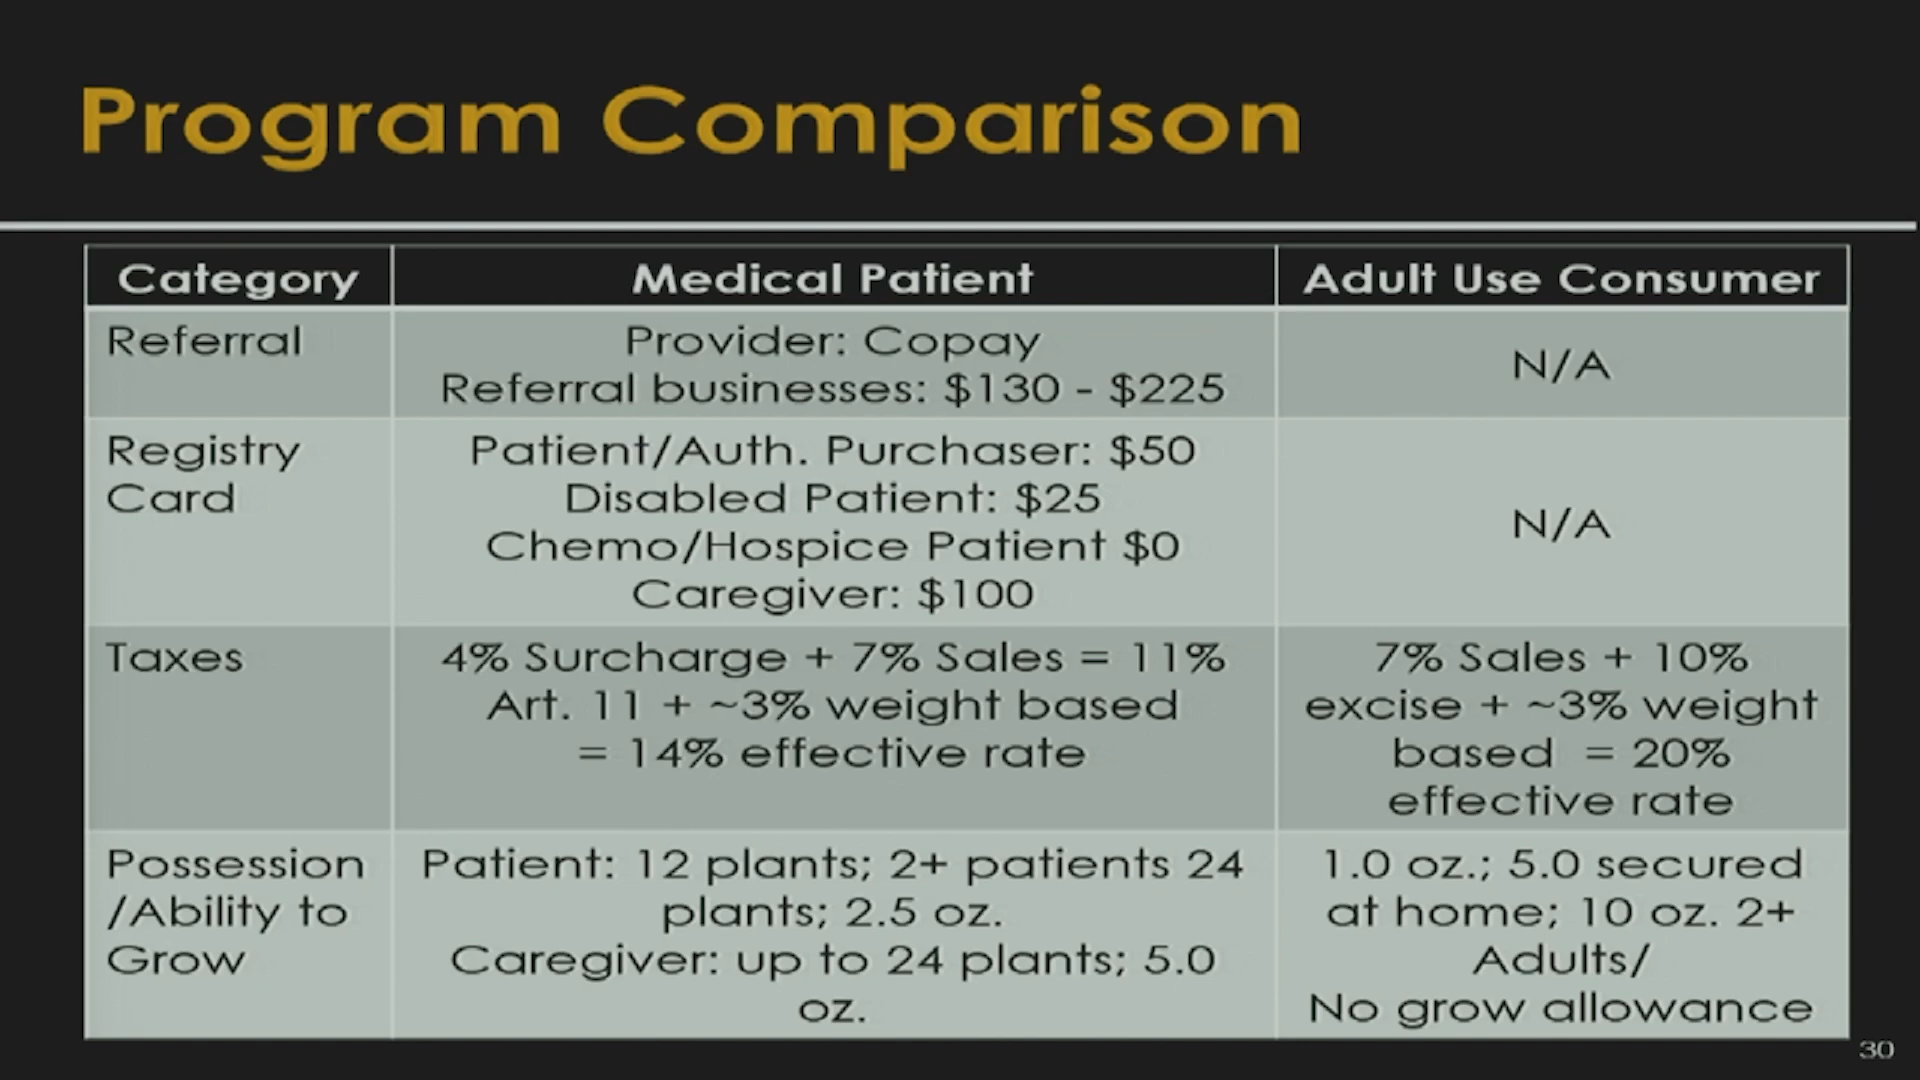 Program Comparison
Category
Medical Patient
Adult Use Consumer
Referral
Provider: Copay
Referral businesses: $130 - $225
N/A
Registry
Card
Patient/Auth. Purchaser: $50
Disabled Patient: $25
Chemo/Hospice Patient $0
Caregiver: $100
N/A
Taxes
4% Surcharge + 7% Sales = 11%
Art. 11 + ~3% weight based
= 14% effective rate
7% Sales + 10%
excise + ~3% weight
based = 20%
effective rate
Possession
/Ability to
Grow
Patient: 12 plants; 2+ patients 24
plants; 2.5 oz.
Caregiver: up to 24 plants; 5.0
oz.
1.0 oz.; 5.0 secured
at home; 10 oz. 2+
Adults/
No grow allowance
30